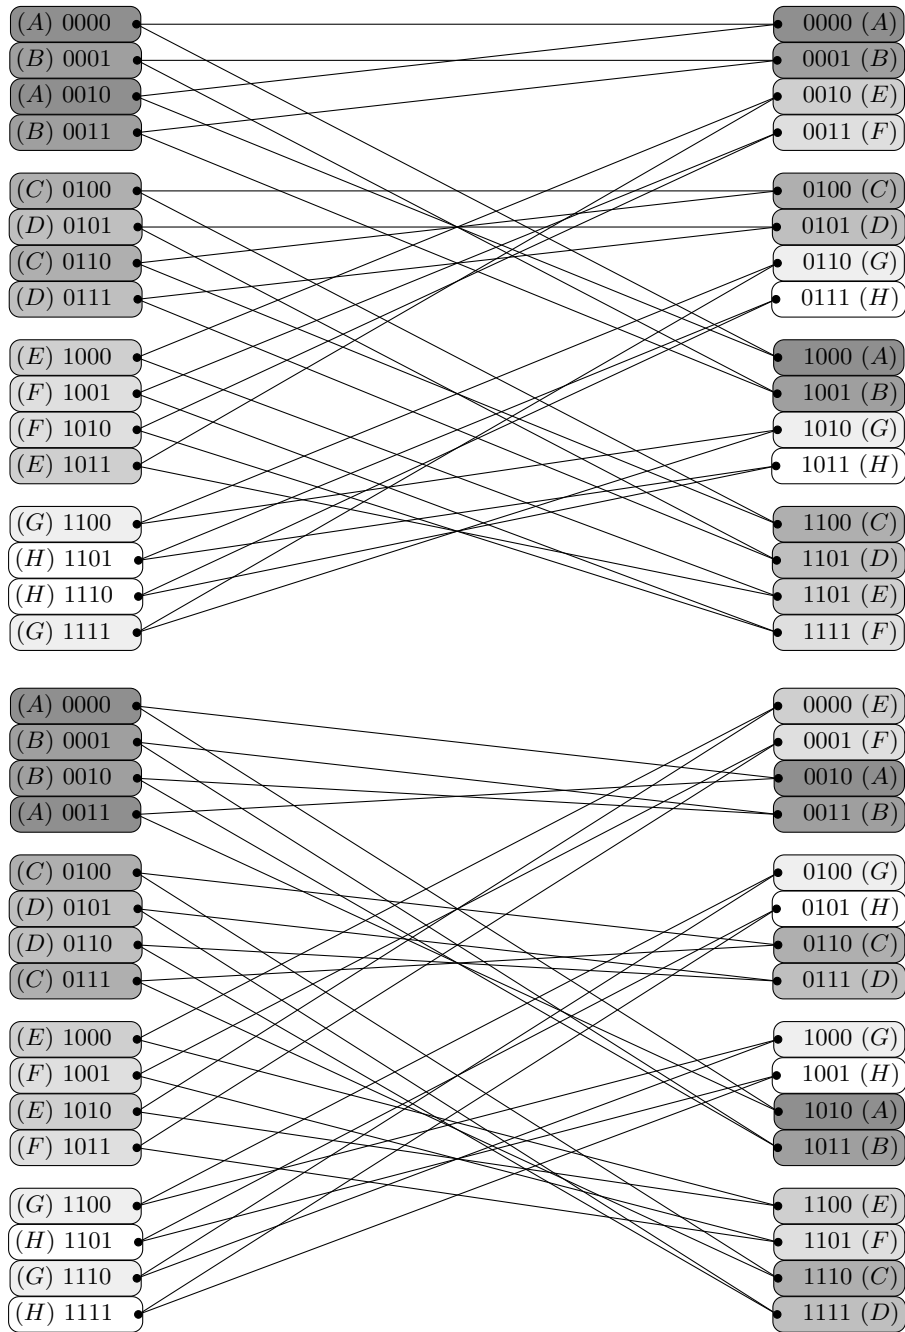 (A) 0000 0000 (A)
(B) 0001 0001 (B)
(A) 0010 0010 (E)
(B) 0011 0011 (F)
(C) 0100 0100 (C)
(D) 0101 0101 (D)
(C) 0110 0110 (G)
(D) 0111 0111 (H)
(E) 1000 1000 (A)
(F) 1001 1001 (B)
(F) 1010 1010 (G)
(E) 1011 1011 (H)
(G) 1100 1100 (C)
(H) 1101 1101 (D)
(H) 1110 1101 (E)
(G) 1111 1111 (F)
(A) 0000 0000 (E)
(B) 0001 0001 (F)
(B) 0010 0010 (A)
(A) 0011 0011 (B)
(C) 0100 0100 (G)
(D) 0101 0101 (H)
(D) 0110 0110 (C)
(C) 0111 0111 (D)
(E) 1000 1000 (G)
(F) 1001 1001 (H)
(E) 1010 1010 (A)
(F) 1011 1011 (B)
(G) 1100 1100 (E)
(H) 1101 1101 (F)
(G) 1110 1110 (C)
(H) 1111 1111 (D)